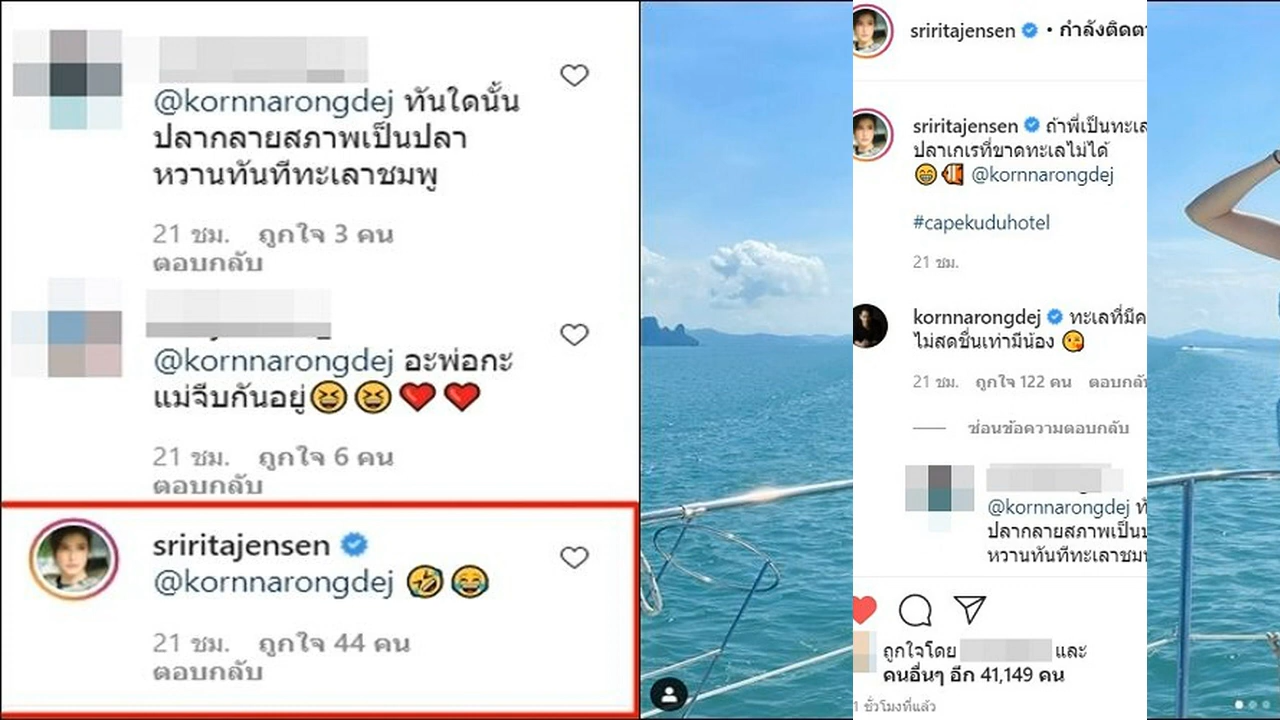 @kornnarongdej ทันใดนั้น
ปลากลายสภาพเป็นปลา
หวานทันทีทะเลาชมพู
21 ชม. ถูกใจ 3 คน
ตอบกลับ
@kornnarongdej อะพ่อกะ
แม่จีบกันอยู่😆😆❤️❤️
21 ชม. ถูกใจ 6 คน
ตอบกลับ
sriritajensen
@kornnarongdej 🤣😂
21 ชม. ถูกใจ 44 คน
ตอบกลับ
sriritajensen • กำลังติดตา
sriritajensen ถ้าพี่เป็นทะเล
ปลาเกเรที่ขาดทะเลไม่ได้
😁🐠 @kornnarongdej
#capekuduhotel
21 ชม.
kornnarongdej ทะเลที่มีค
ไม่สดชื่นเท่ามีน้อง 😘
21 ชม. ถูกใจ 122 คน ตอบกลับ
ซ่อนข้อความตอบกลับ
@kornnarongdej ทั
ปลากลายสภาพเป็นป
หวานทันทีทะเลาชมพ
ถูกใจโดย และ
คนอื่นๆ อีก 41,149 คน
1 ชั่วโมงที่แล้ว